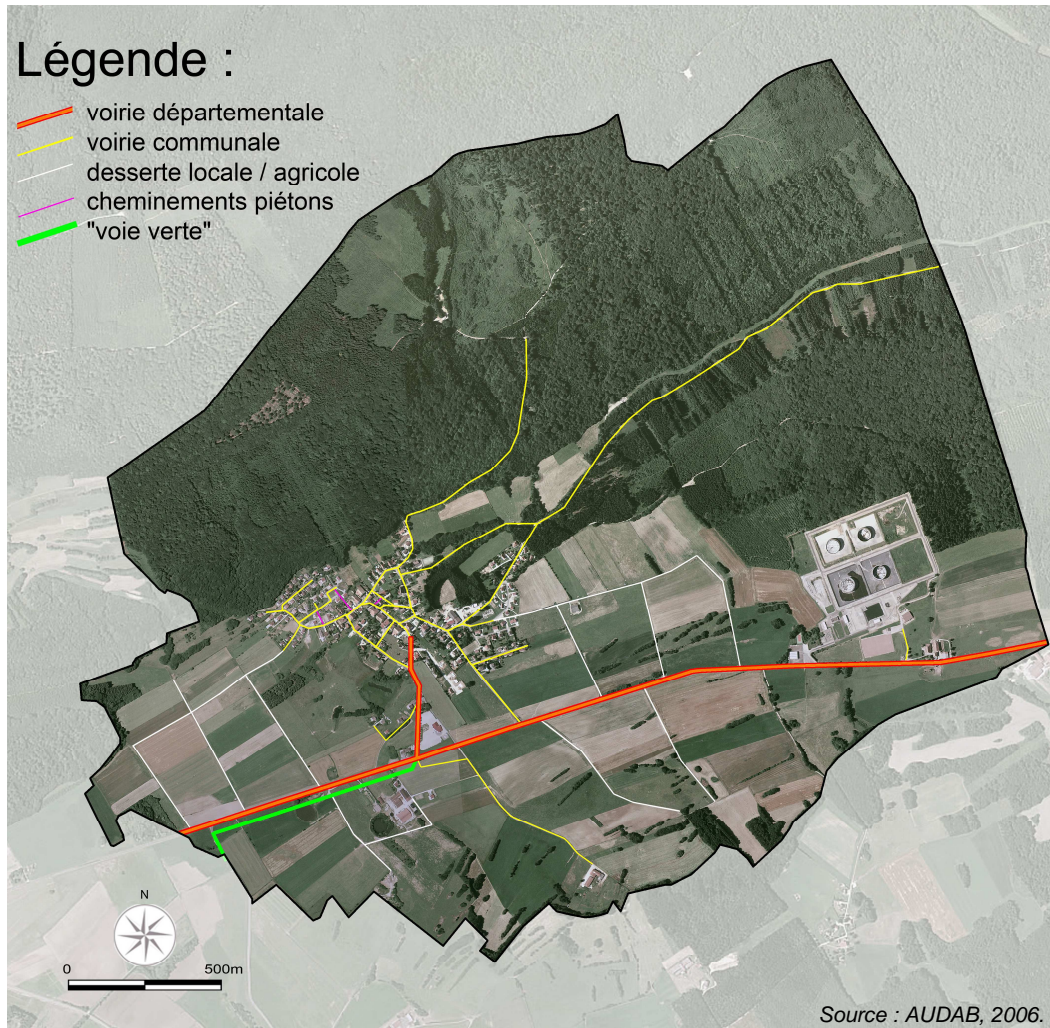 Légende :
voirie départementale
voirie communale
desserte locale / agricole
cheminements piétons
"voie verte"
N
0 500m
Source : AUDAB, 2006.